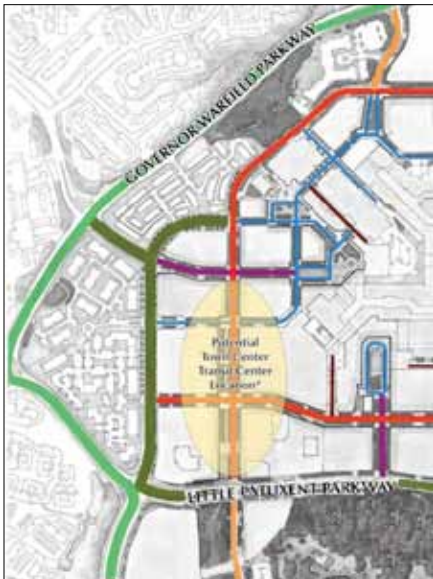 GOVERNOR WARFIELD PARKWAY
Potential
Town Center
Transit Center
Location*
LITTLE PATUXENT PARKWAY